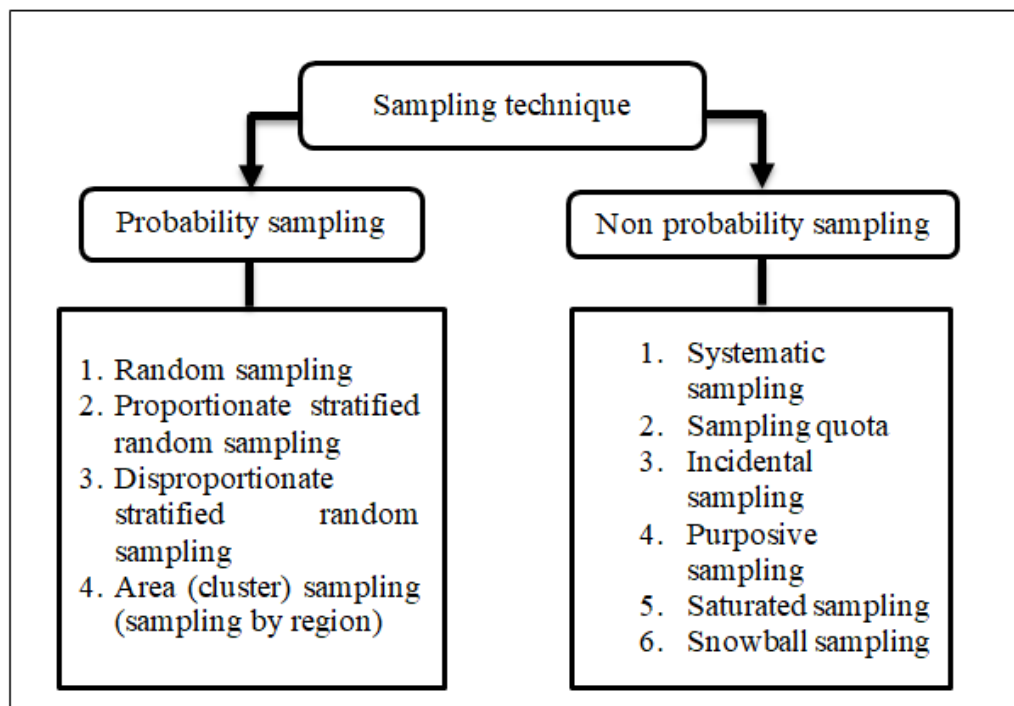 Sampling technique
Probability sampling
Non probability sampling
1. Random sampling
2. Proportionate stratified
random sampling
3. Disproportionate
stratified random
sampling
4. Area (cluster) sampling
(sampling by region)
1. Systematic
sampling
2. Sampling quota
3. Incidental
sampling
4. Purposive
sampling
5. Saturated sampling
6. Snowball sampling